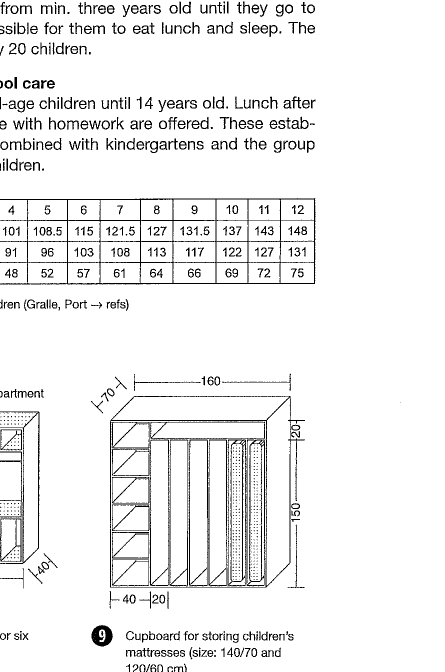 from min. three years old until they go to
ssible for them to eat lunch and sleep. The
y 20 children.
ool care
l-age children until 14 years old. Lunch after
e with homework are offered. These estab-
ombined with kindergartens and the group
hildren.
4 5 6 7 8 9 10 11 12
101 108.5 115 121.5 127 131.5 137 143 148
91 96 103 108 113 117 122 127 131
48 52 57 61 64 66 69 72 75
dren (Gralle, Port → refs)
partment
160
70
20
150
40
40 20
or six
9 Cupboard for storing children's
mattresses (size: 140/70 and
120/60 cm)